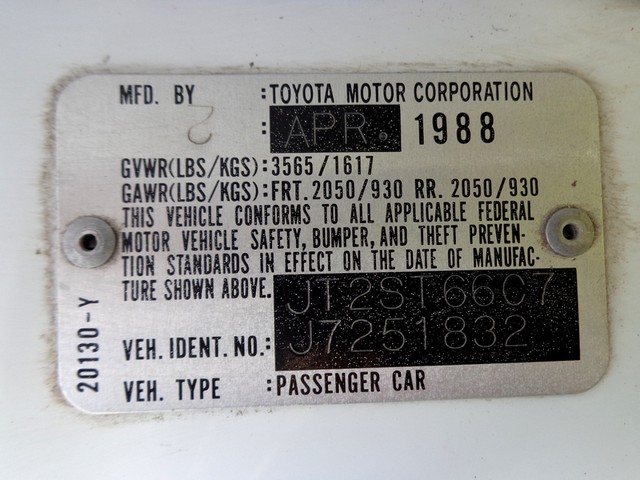 MFD. BY :TOYOTA MOTOR CORPORATION
2 : APR. 1988
GVWR(LBS/KGS):3565/1617
GAWR(LBS/KGS):FRT.2050/930 RR. 2050/930
THIS VEHICLE CONFORMS TO ALL APPLICABLE FEDERAL
MOTOR VEHICLE SAFETY, BUMPER, AND THEFT PREVEN-
TION STANDARDS IN EFFECT ON THE DATE OF MANUFAC-
TURE SHOWN ABOVE. JT2ST66C7
VEH. IDENT. NO.: J7251832
VEH. TYPE :PASSENGER CAR
20130-Y